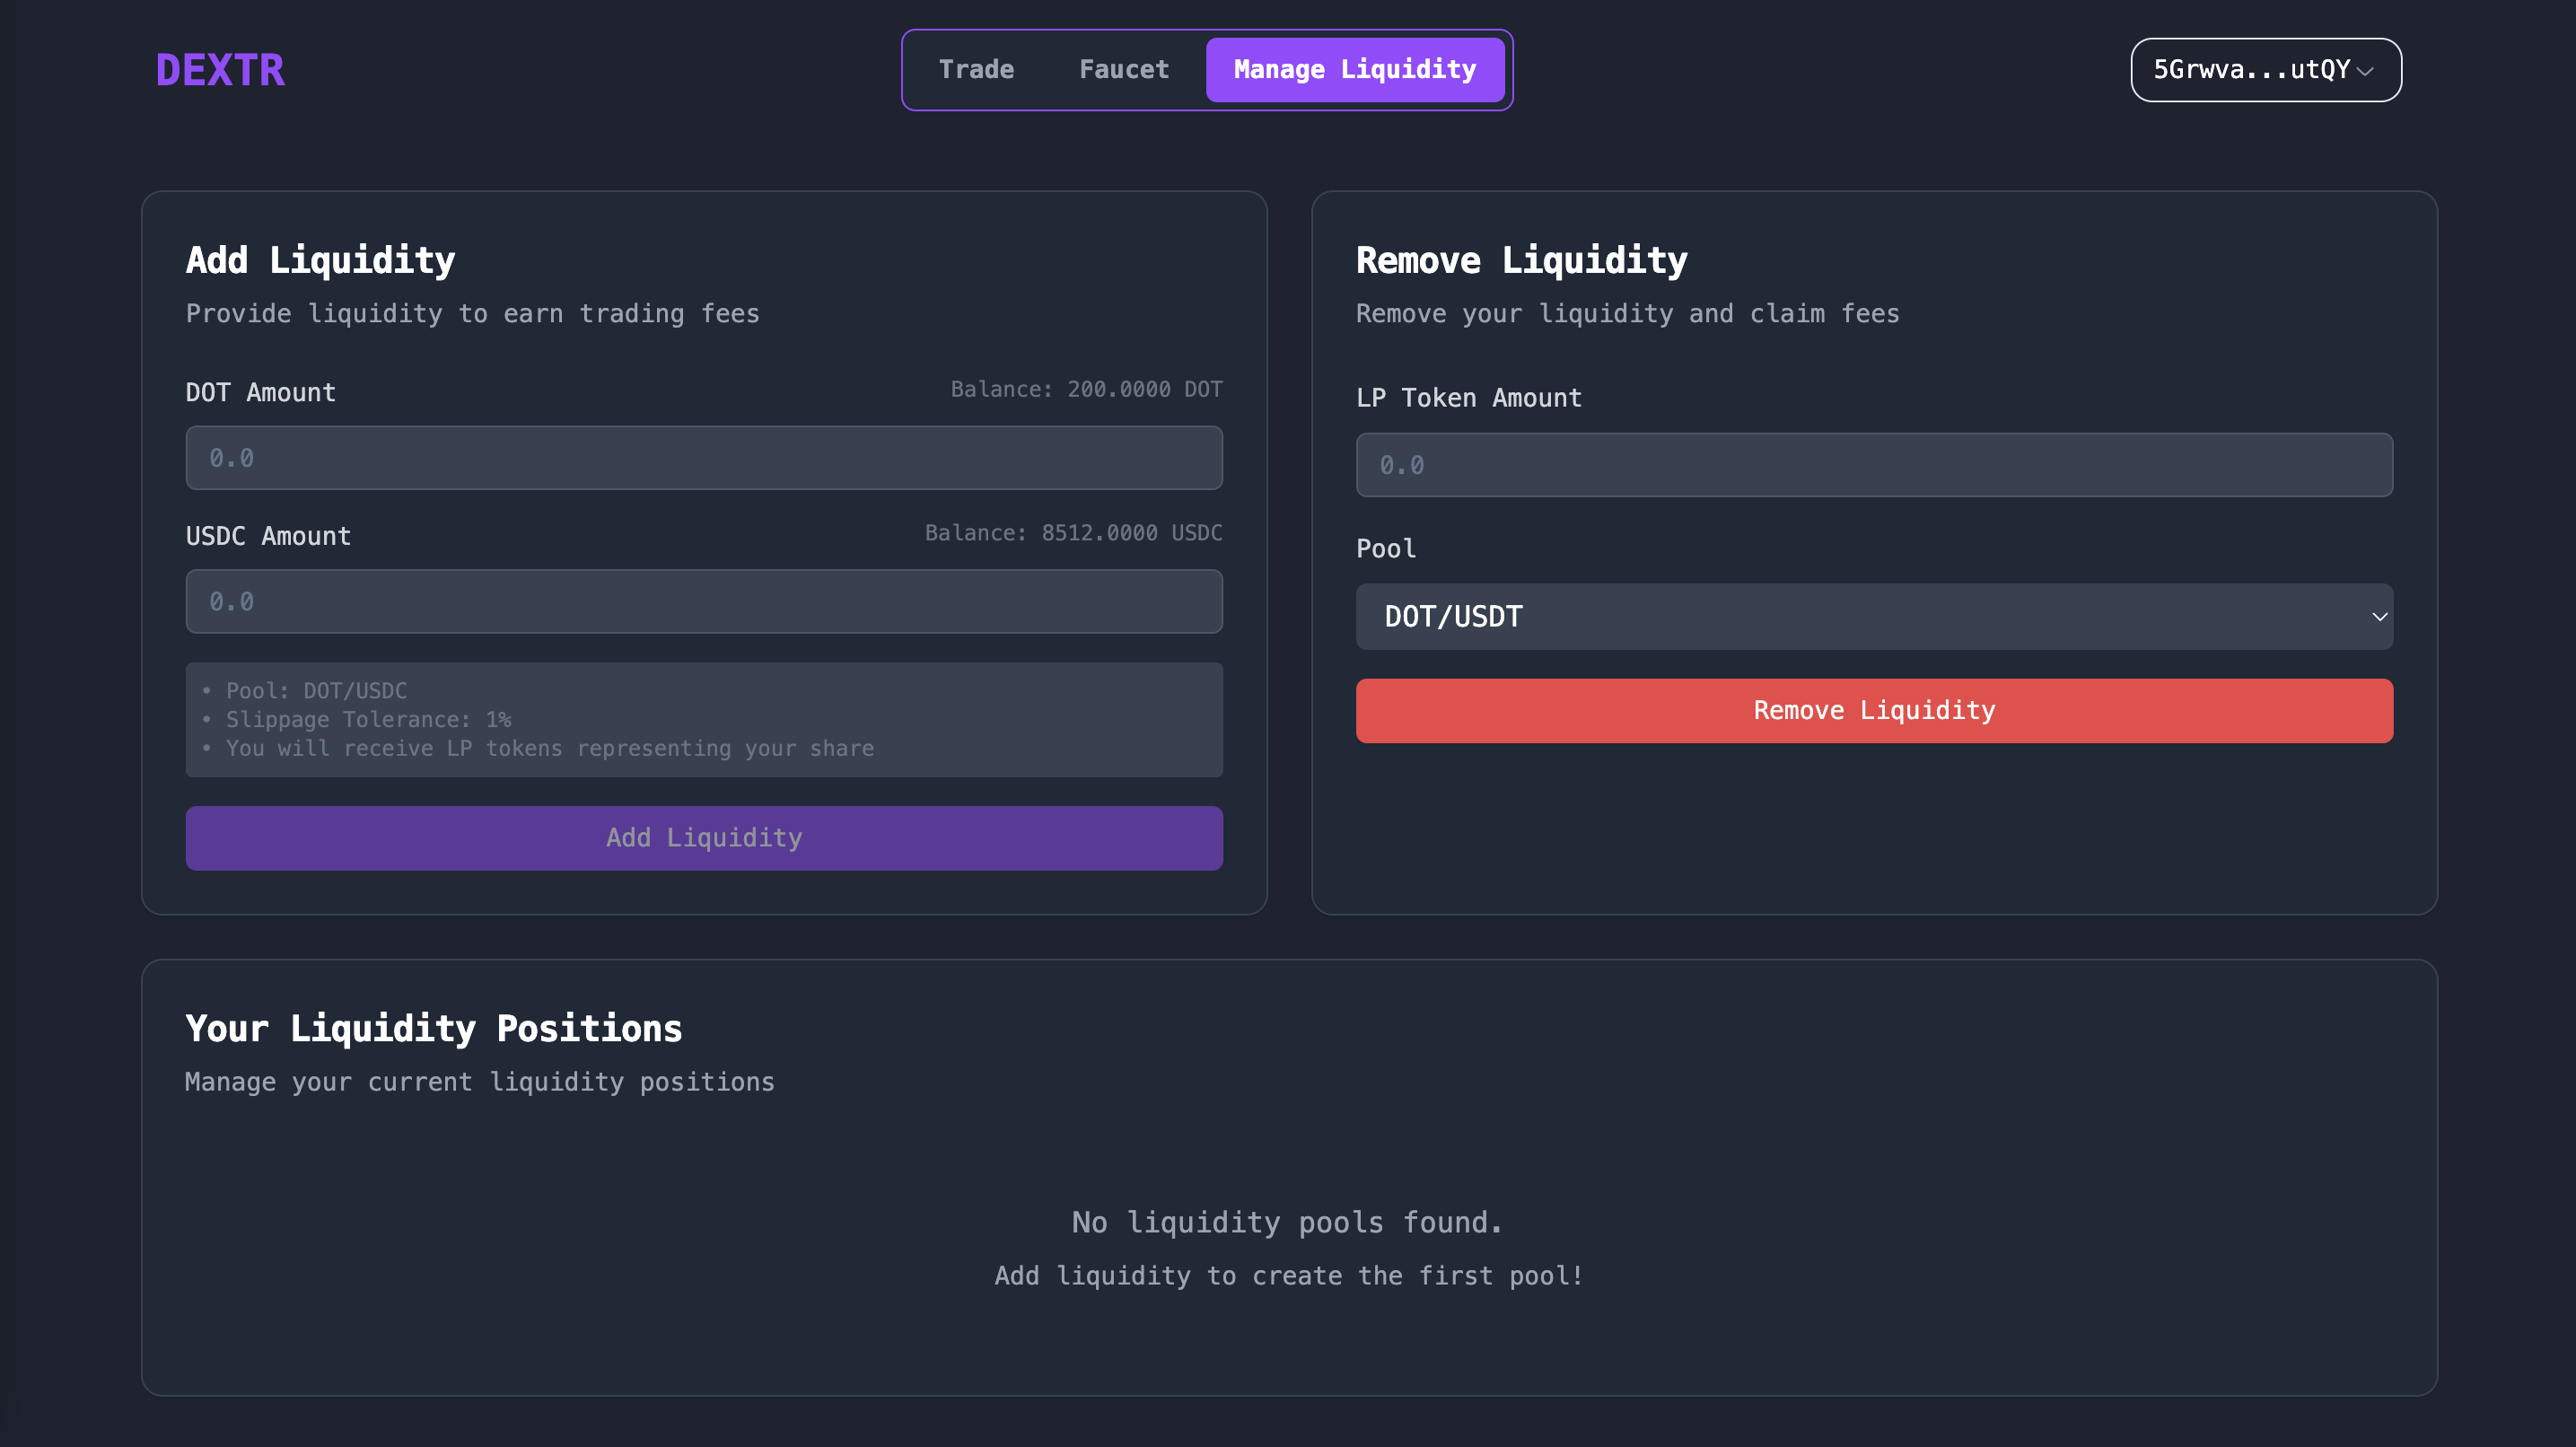 DEXTR
Trade
Faucet
Manage Liquidity
5Grwva...utQY
Add Liquidity
Provide liquidity to earn trading fees
DOT Amount
Balance: 200.0000 DOT
0.0
USDC Amount
Balance: 8512.0000 USDC
0.0
• Pool: DOT/USDC
• Slippage Tolerance: 1%
• You will receive LP tokens representing your share
Add Liquidity
Remove Liquidity
Remove your liquidity and claim fees
LP Token Amount
0.0
Pool
DOT/USDT
Remove Liquidity
Your Liquidity Positions
Manage your current liquidity positions
No liquidity pools found.
Add liquidity to create the first pool!